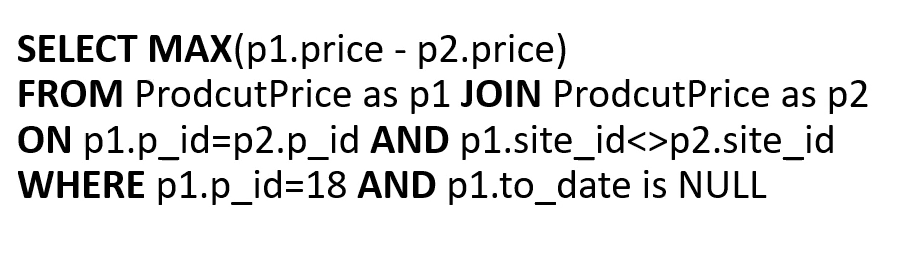 SELECT MAX(p1.price - p2.price)
FROM ProdcutPrice as p1 JOIN ProdcutPrice as p2
ON p1.p_id=p2.p_id AND p1.site_id<>p2.site_id
WHERE p1.p_id=18 AND p1.to_date is NULL